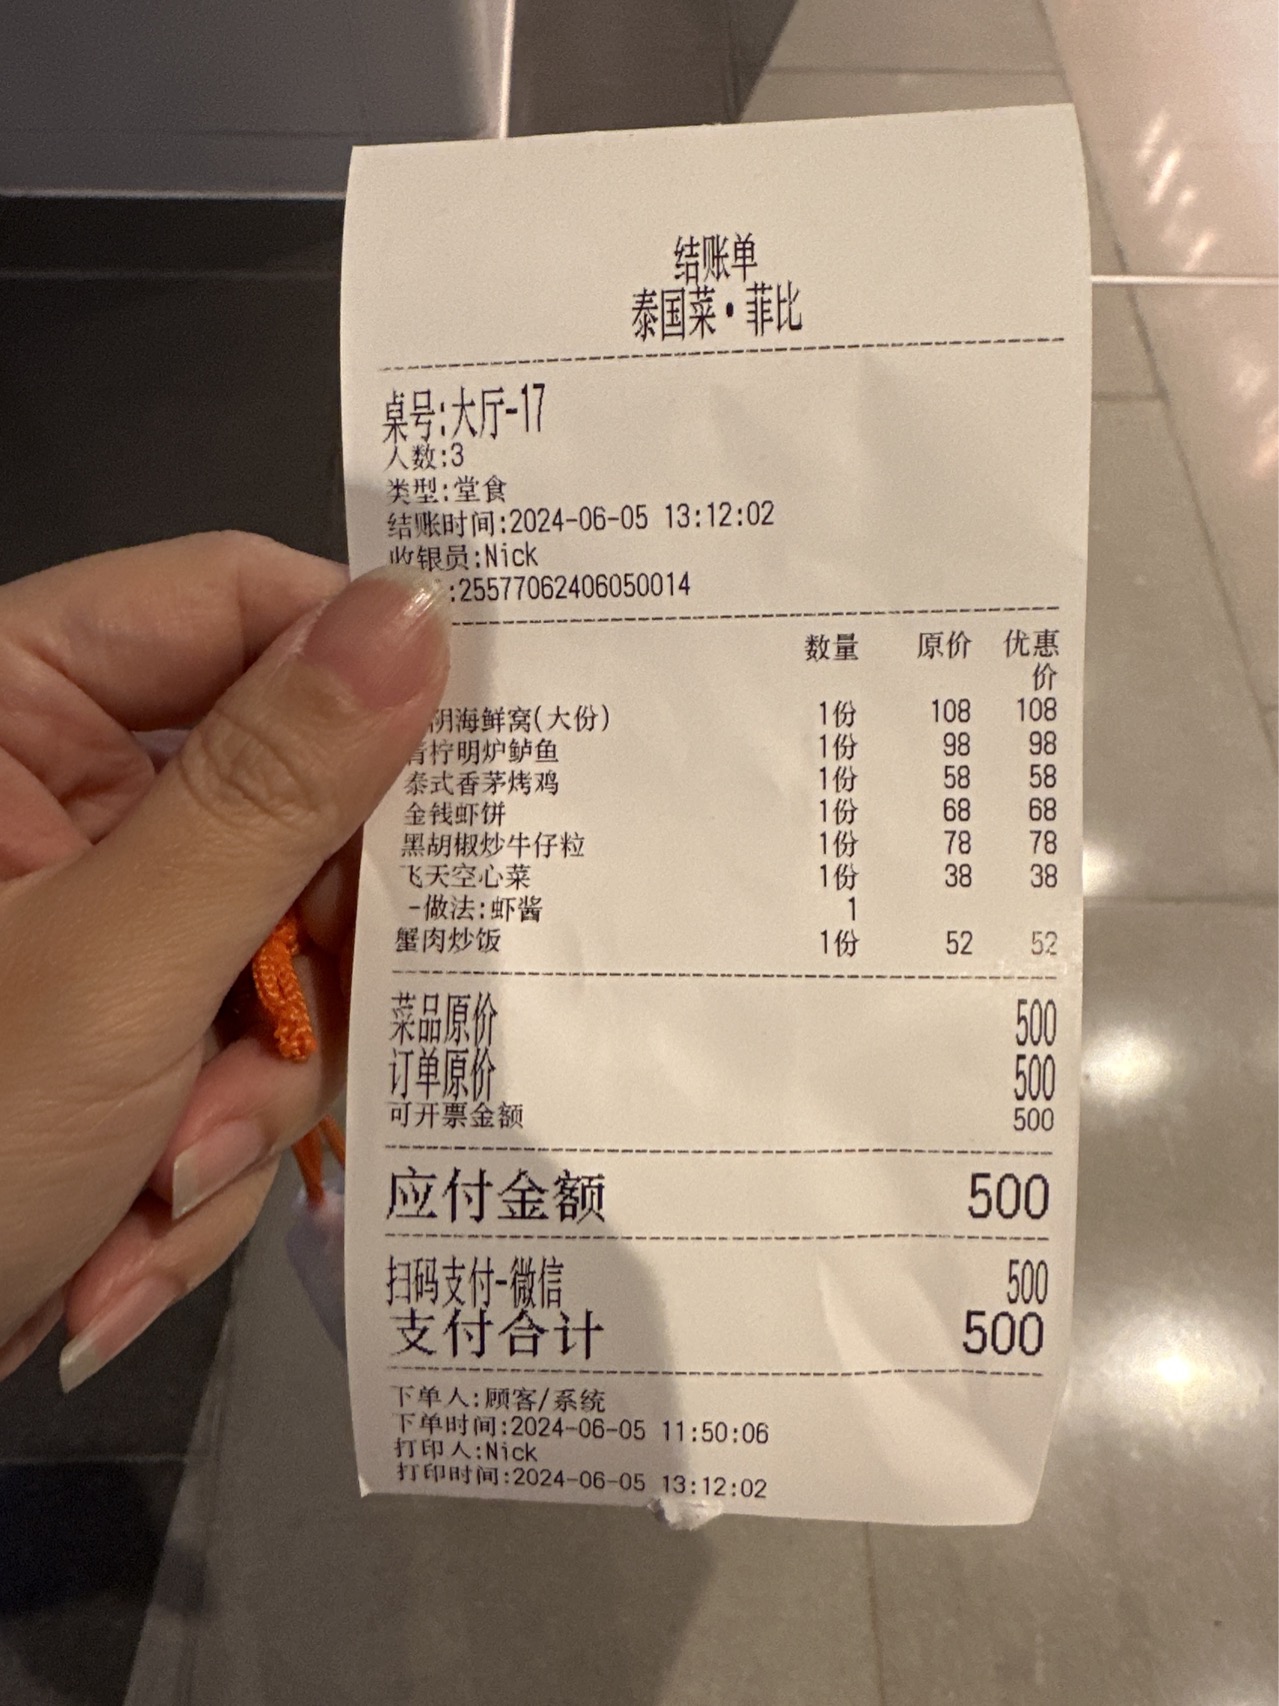 结账单
泰国菜·菲比
桌号:大厅-17
人数:3
类型:堂食
结账时间:2024-06-05 13:12:02
收银员:Nick
:25577062406050014
数量 原价 优惠价
阴海鲜窝(大份) 1份 108 108
青柠明炉鲈鱼 1份 98 98
泰式香茅烤鸡 1份 58 58
金钱虾饼 1份 68 68
黑胡椒炒牛仔粒 1份 78 78
飞天空心菜 1份 38 38
-做法:虾酱 1
蟹肉炒饭 1份 52 52
菜品原价 500
订单原价 500
可开票金额 500
应付金额 500
扫码支付-微信 500
支付合计 500
下单人:顾客/系统
下单时间:2024-06-05 11:50:06
打印人:Nick
打印时间:2024-06-05 13:12:02